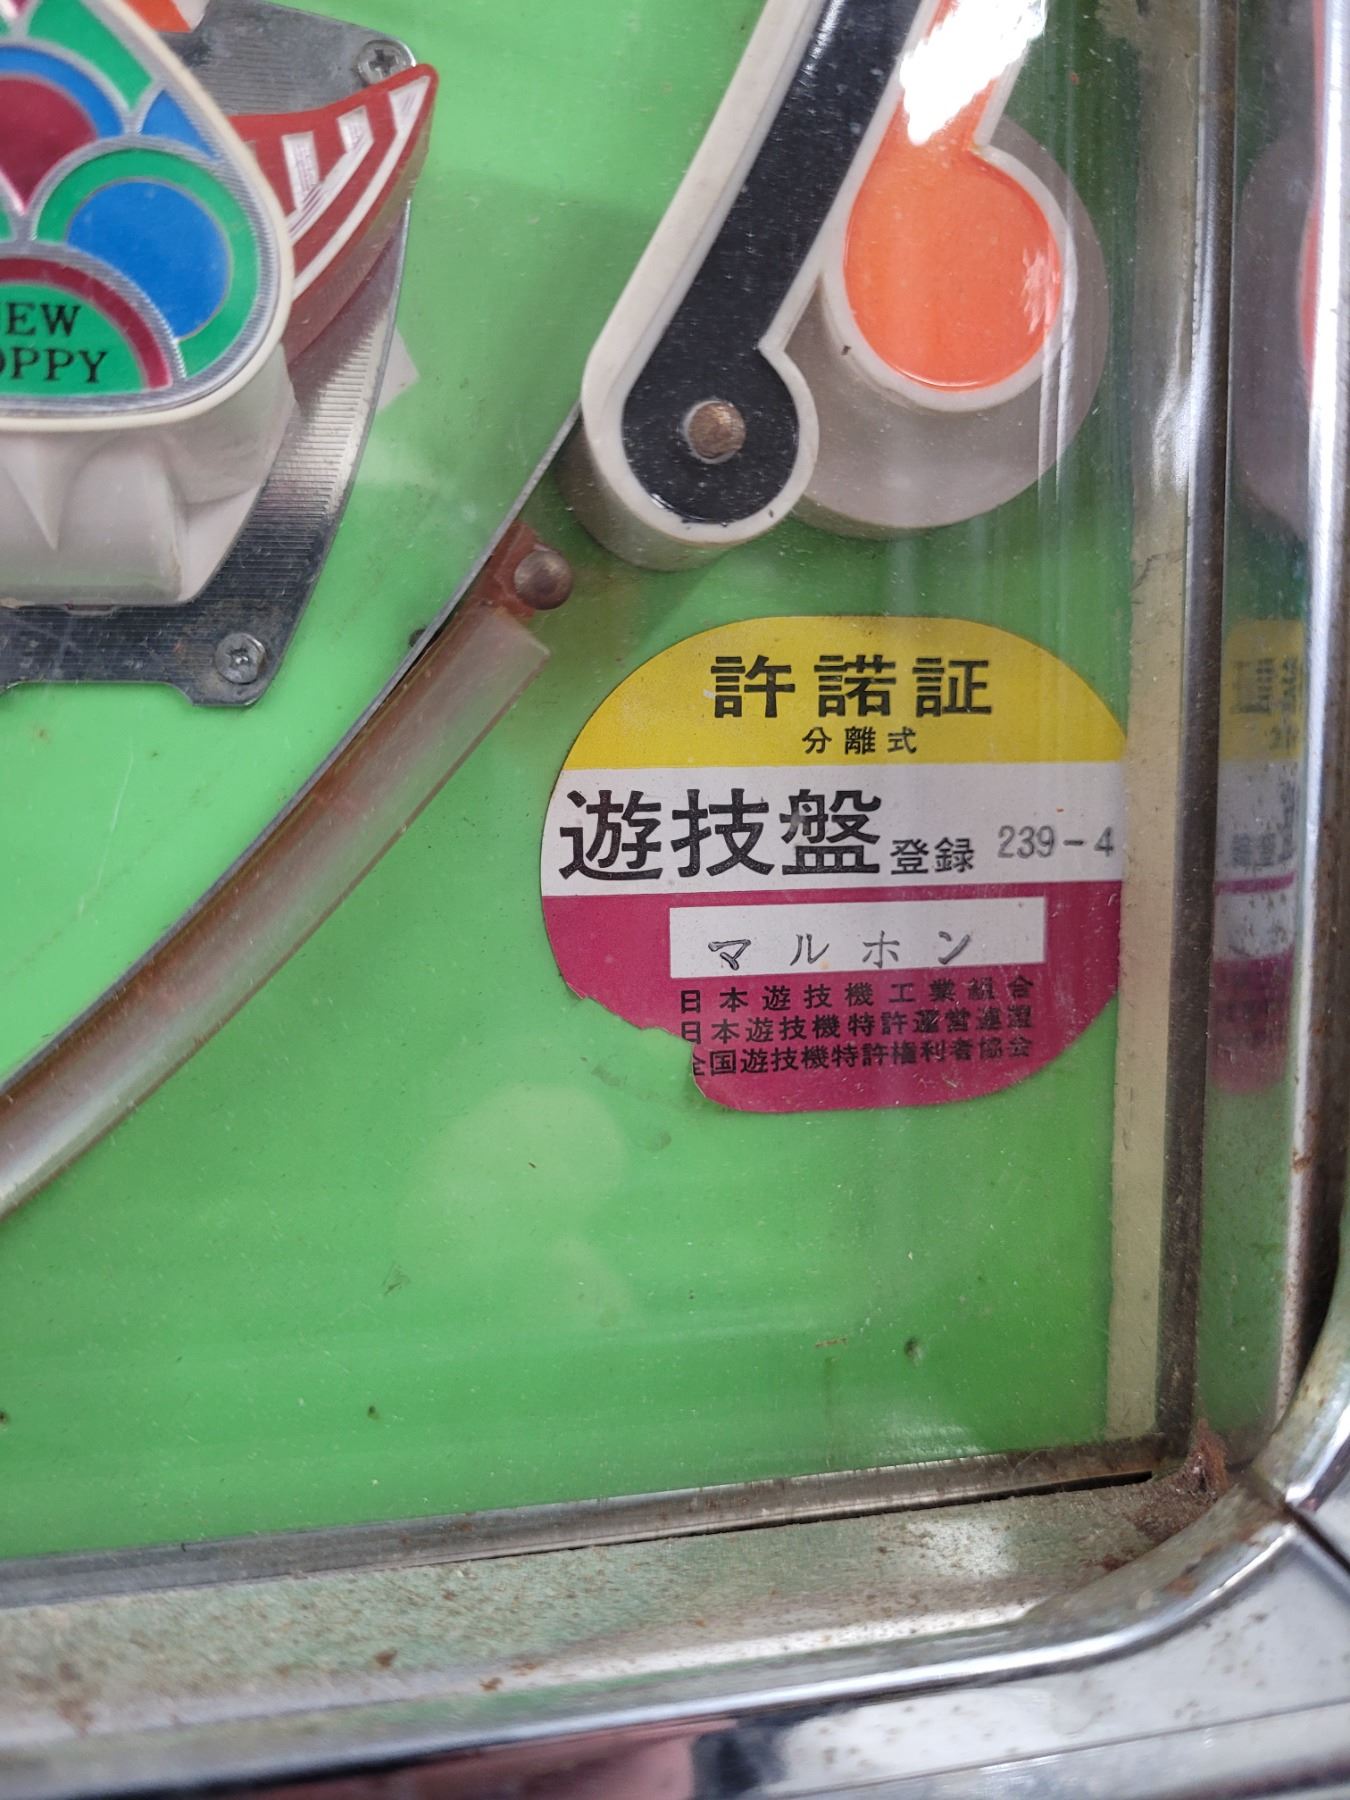 許諾証
分離式
遊技盤登録 239-4
マルホン
日本遊技機工業組合
日本遊技機特許運営連盟
全国遊技機特許権利者協会
EW
OPPY